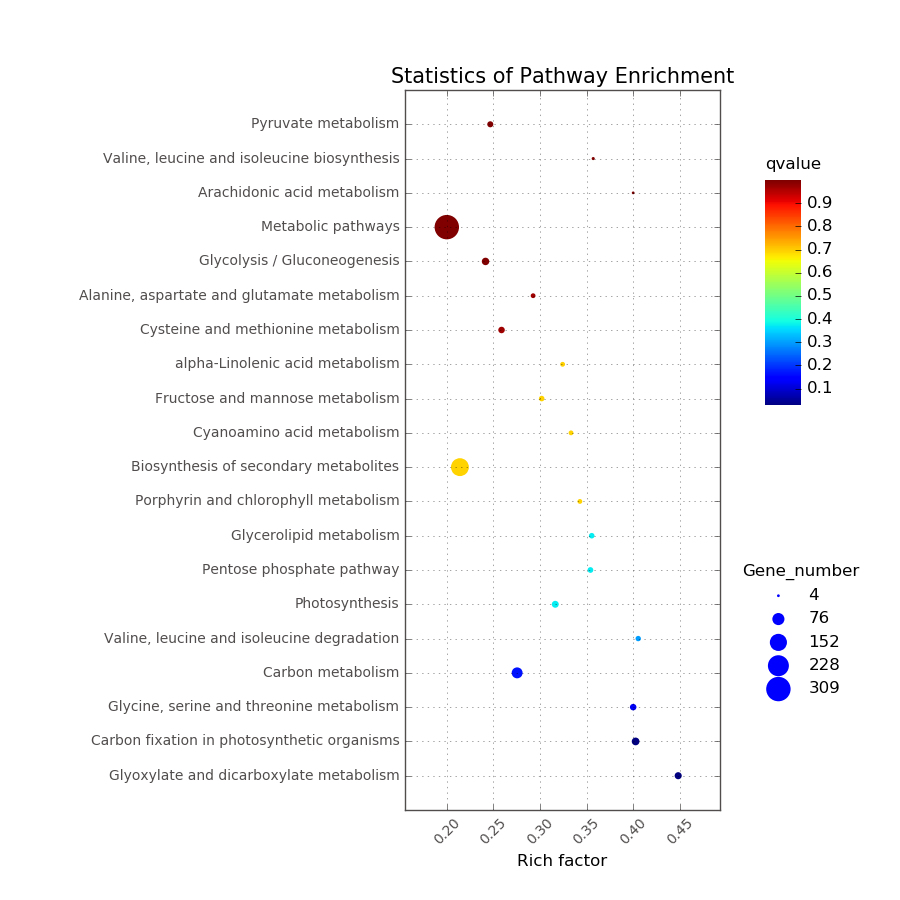 Statistics of Pathway Enrichment
Pyruvate metabolism
Valine, leucine and isoleucine biosynthesis
Arachidonic acid metabolism
Metabolic pathways
Glycolysis / Gluconeogenesis
Alanine, aspartate and glutamate metabolism
Cysteine and methionine metabolism
alpha-Linolenic acid metabolism
Fructose and mannose metabolism
Cyanoamino acid metabolism
Biosynthesis of secondary metabolites
Porphyrin and chlorophyll metabolism
Glycerolipid metabolism
Pentose phosphate pathway
Photosynthesis
Valine, leucine and isoleucine degradation
Carbon metabolism
Glycine, serine and threonine metabolism
Carbon fixation in photosynthetic organisms
Glyoxylate and dicarboxylate metabolism
0.20 0.25 0.30 0.35 0.40 0.45
Rich factor
qvalue
0.9
0.8
0.7
0.6
0.5
0.4
0.3
0.2
0.1
Gene_number
4
76
152
228
309